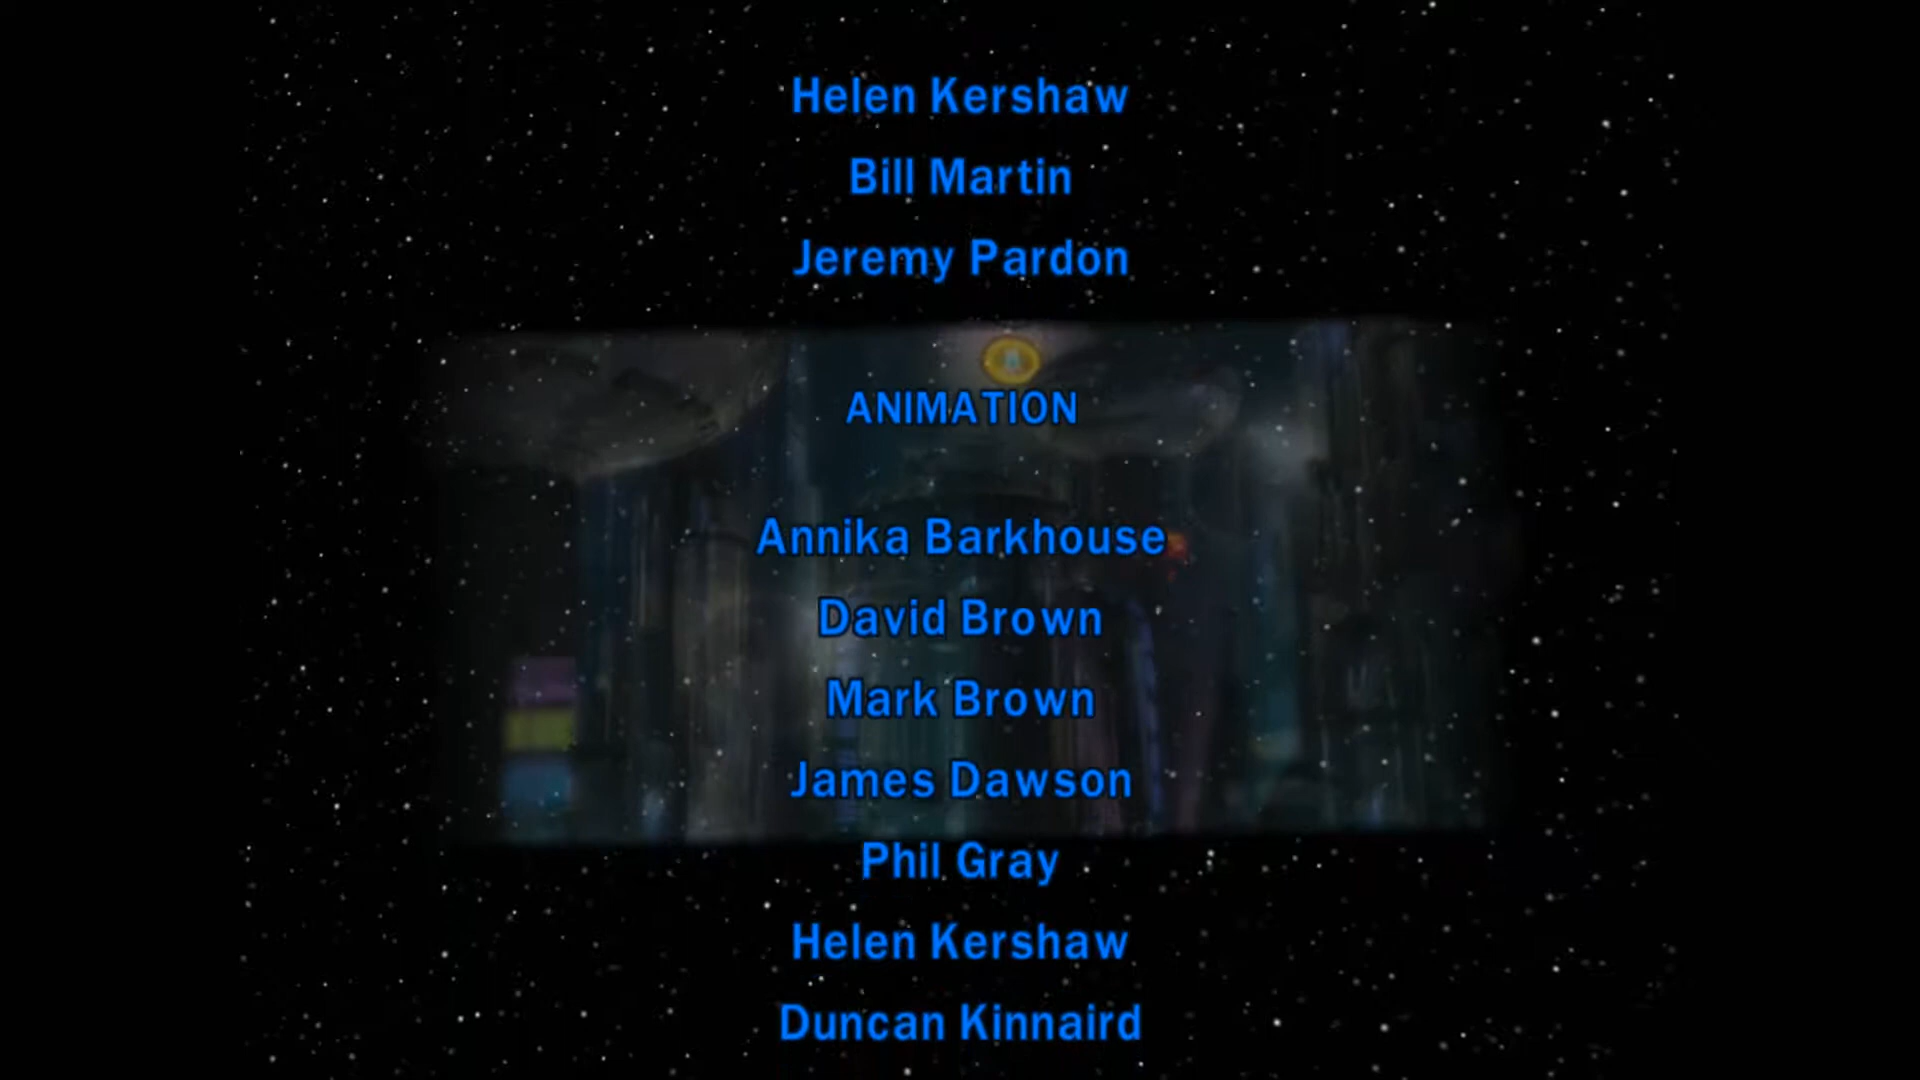 Helen Kershaw
Bill Martin
Jeremy Pardon
ANIMATION
Annika Barkhouse
David Brown
Mark Brown
James Dawson
Phil Gray
Helen Kershaw
Duncan Kinnaird